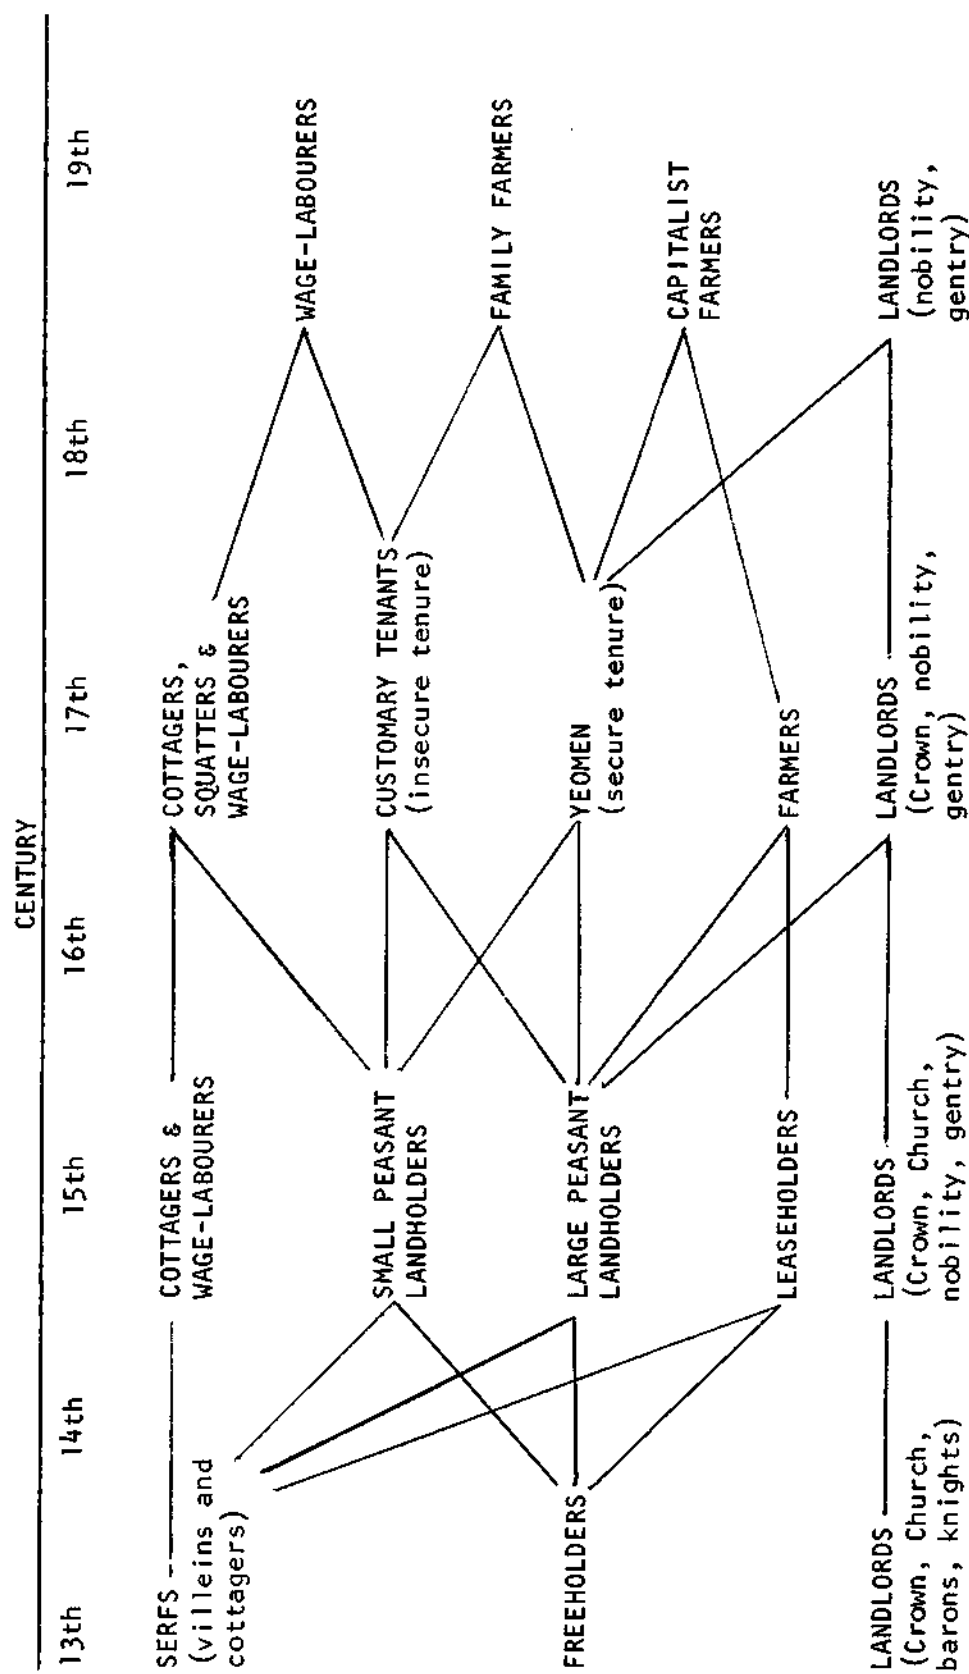 CENTURY
13th 14th 15th 16th 17th 18th 19th
SERFS
(villeins and
cottagers)
FREEHOLDERS
LANDLORDS
(Crown, Church,
barons, knights)
COTTAGERS &
WAGE-LABOURERS
SMALL PEASANT
LANDHOLDERS
LARGE PEASANT
LANDHOLDERS
LEASEHOLDERS
LANDLORDS
(Crown, Church,
nobility, gentry)
COTTAGERS,
SQUATTERS &
WAGE-LABOURERS
CUSTOMARY TENANTS
(insecure tenure)
YEOMEN
(secure tenure)
FARMERS
LANDLORDS
(Crown, nobility,
gentry)
WAGE-LABOURERS
FAMILY FARMERS
CAPITALIST
FARMERS
LANDLORDS
(nobility,
gentry)